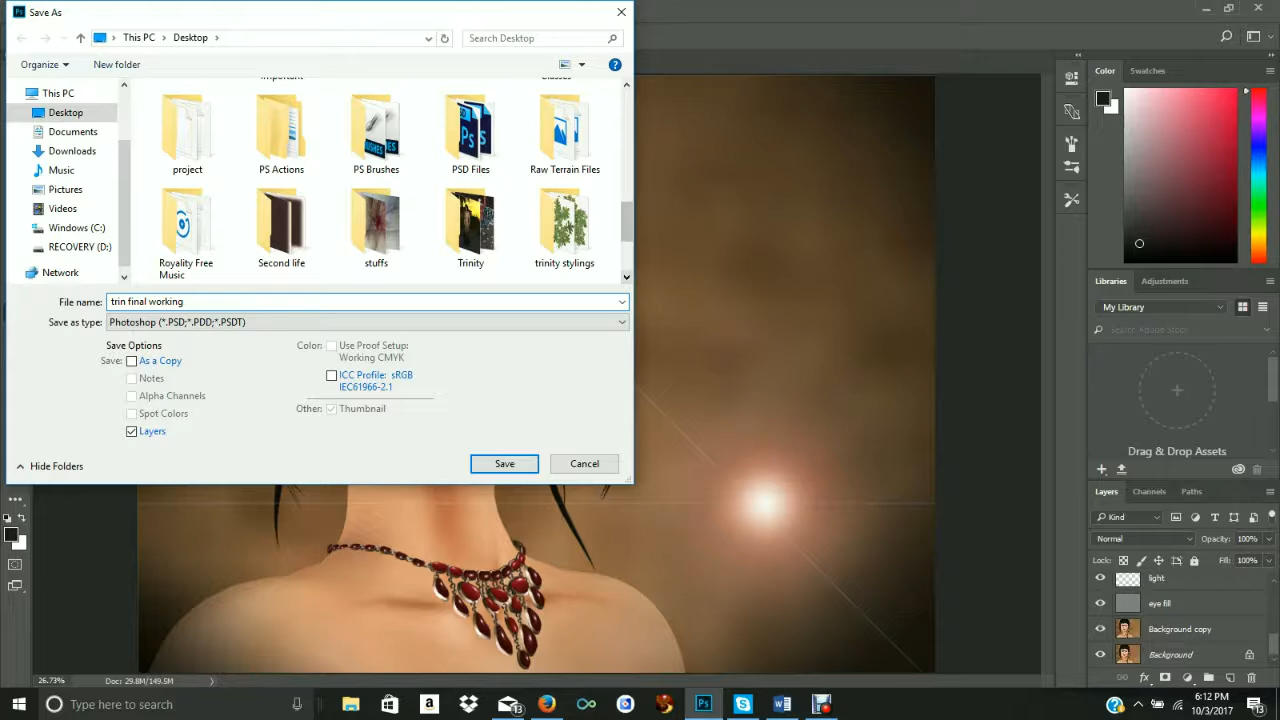 Save As
This PC
Desktop
Search Desktop
Organize
New folder
This PC
Desktop
Documents
Downloads
Music
Pictures
Videos
Windows (C:)
RECOVERY (D:)
Network
Important
Classes
project
PS Actions
PS Brushes
PSD Files
Raw Terrain Files
Royality Free
Music
Second life
stuffs
Trinity
trinity stylings
File name: trin final working
Save as type: Photoshop (*.PSD;*.PDD;*.PSDT)
Save Options
Save: As a Copy
Notes
Alpha Channels
Spot Colors
Layers
Color: Use Proof Setup:
Working CMYK
ICC Profile: sRGB
IEC61966-2.1
Other: Thumbnail
Hide Folders
Save
Cancel
Color
Swatches
Libraries
Adjustments
My Library
Search Adobe Stock
Drag & Drop Assets
Layers
Channels
Paths
Kind
Normal
Opacity: 100%
Lock:
Fill: 100%
light
eye fill
Background copy
Background
26.73%
Doc: 29.8M/149.5M
Type here to search
13
6:12 PM
10/3/2017